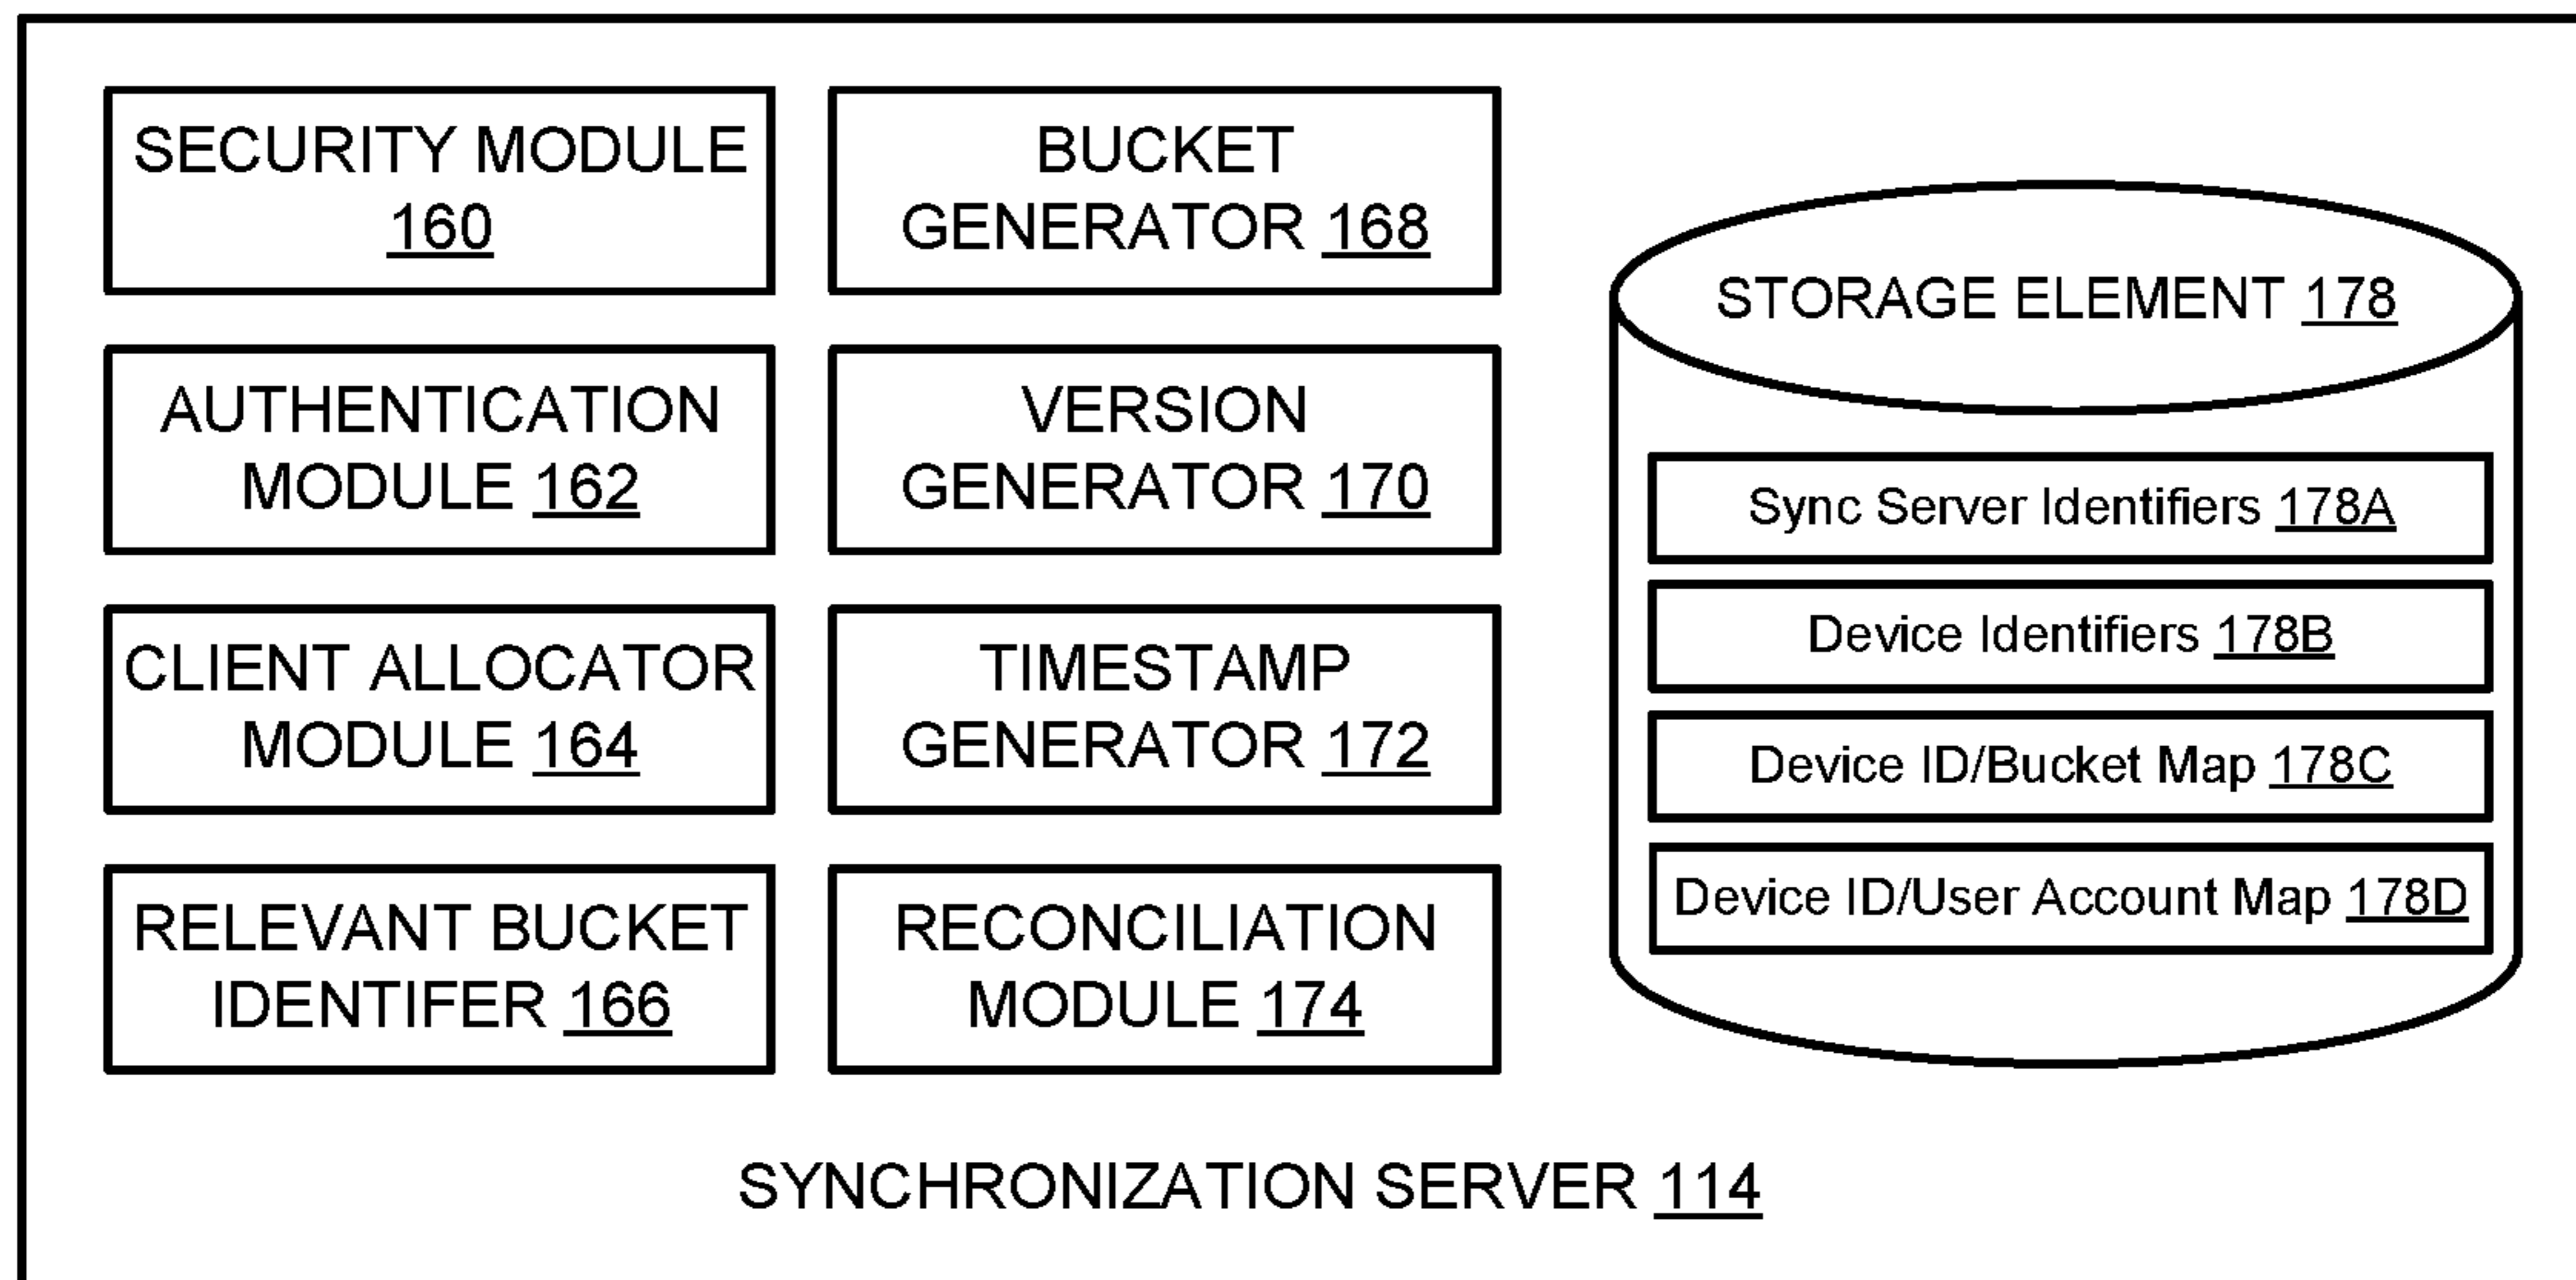 SECURITY MODULE
160
AUTHENTICATION
MODULE 162
CLIENT ALLOCATOR
MODULE 164
RELEVANT BUCKET
IDENTIFER 166
BUCKET
GENERATOR 168
VERSION
GENERATOR 170
TIMESTAMP
GENERATOR 172
RECONCILIATION
MODULE 174
STORAGE ELEMENT 178
Sync Server Identifiers 178A
Device Identifiers 178B
Device ID/Bucket Map 178C
Device ID/User Account Map 178D
SYNCHRONIZATION SERVER 114